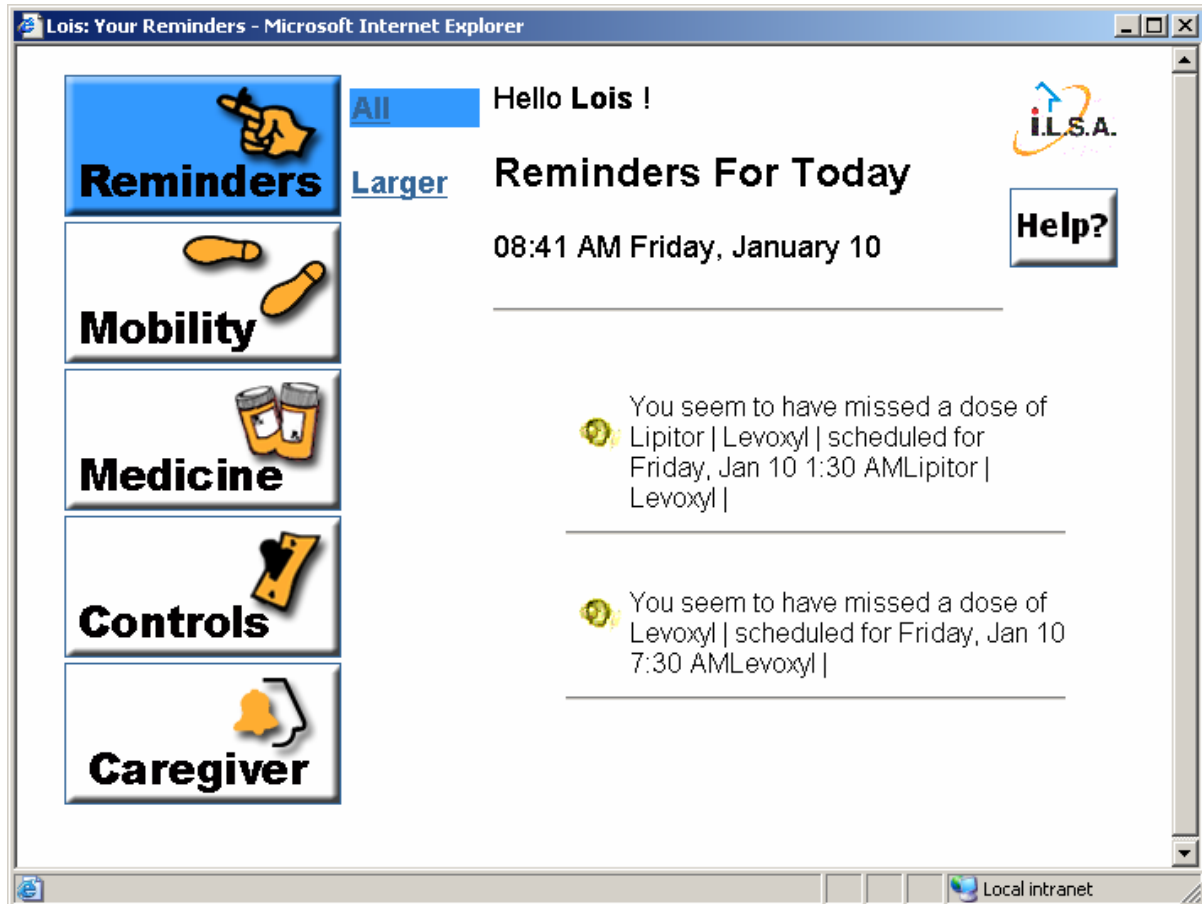 Lois: Your Reminders - Microsoft Internet Explorer
Reminders
Mobility
Medicine
Controls
Caregiver
All
Larger
Hello Lois !
Reminders For Today
08:41 AM Friday, January 10
I.L.S.A.
Help?
You seem to have missed a dose of
Lipitor | Levoxyl | scheduled for
Friday, Jan 10 1:30 AMLipitor |
Levoxyl |
You seem to have missed a dose of
Levoxyl | scheduled for Friday, Jan 10
7:30 AMLevoxyl |
Local intranet